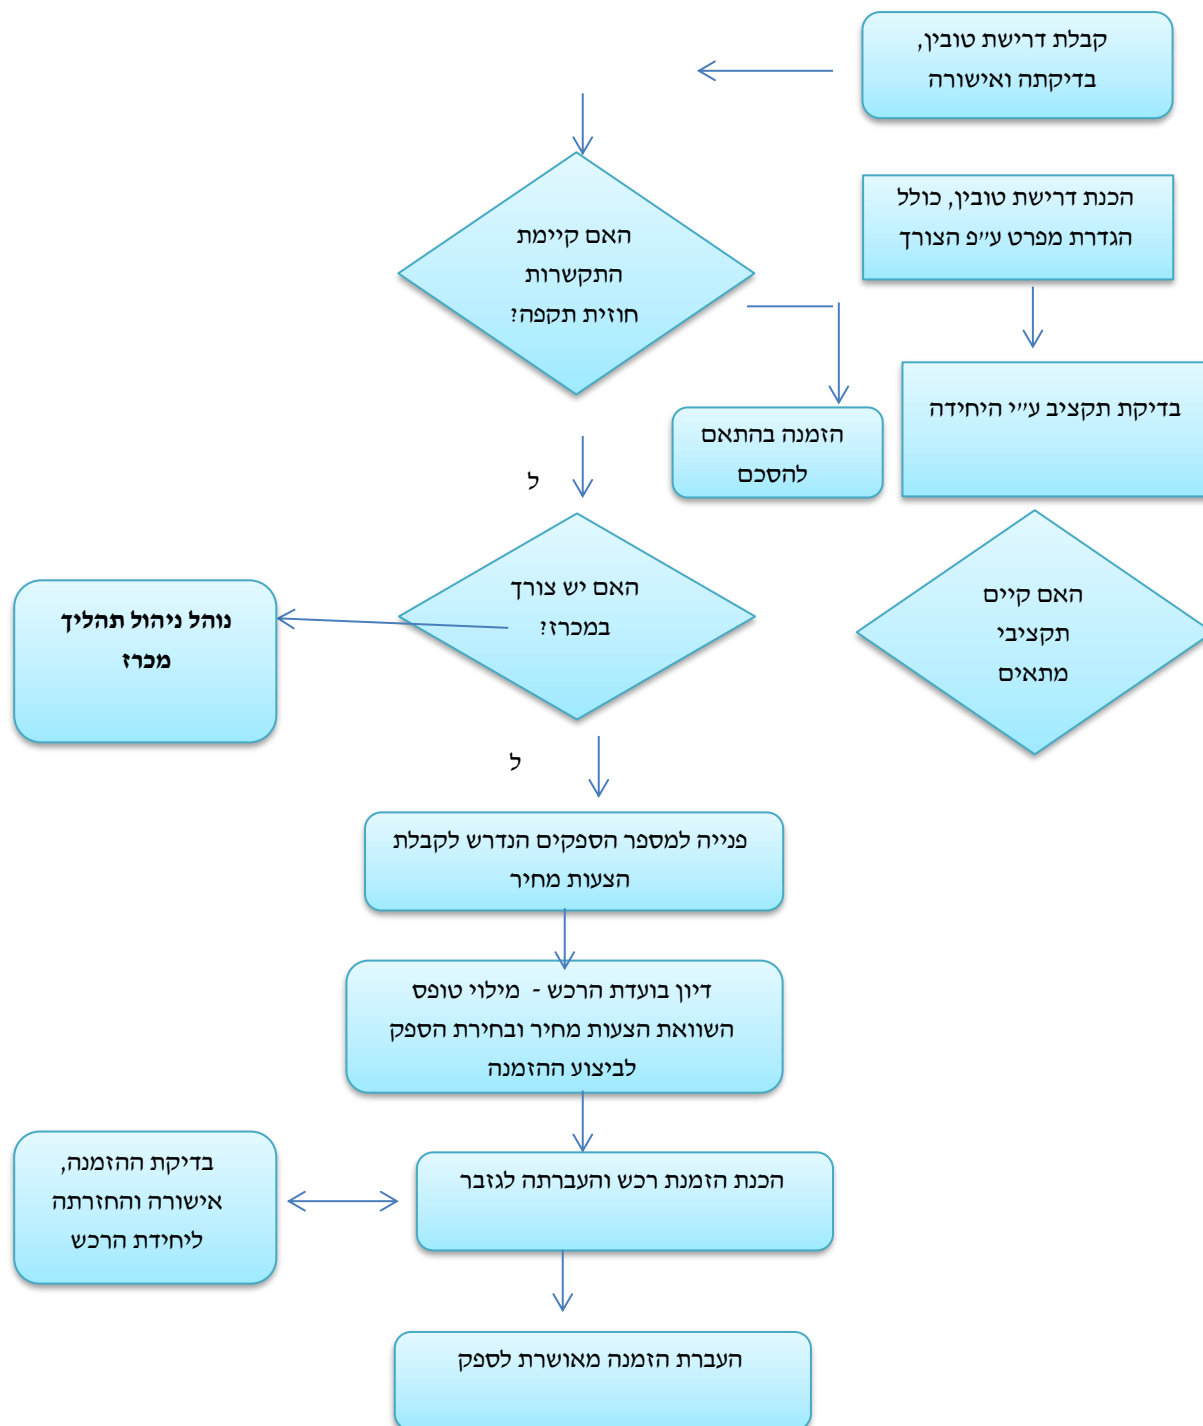 קבלת דרישת טובין,
בדיקתה ואישורה
הכנת דרישת טובין, כולל
הגדרת מפרט ע״פ הצורך
בדיקת תקציב ע״י היחידה
האם קיים
תקציבי
מתאים
האם קיימת
התקשרות
חוזית תקפה?
הזמנה בהתאם
להסכם
ל
האם יש צורך
במכרז?
נוהל ניהול תהליך
מכרז
ל
פנייה למספר הספקים הנדרש לקבלת
הצעות מחיר
דיון בועדת הרכש - מילוי טופס
השוואת הצעות מחיר ובחירת הספק
לביצוע ההזמנה
הכנת הזמנת רכש והעברתה לגזבר
בדיקת ההזמנה,
אישורה והחזרתה
ליחידת הרכש
העברת הזמנה מאושרת לספק